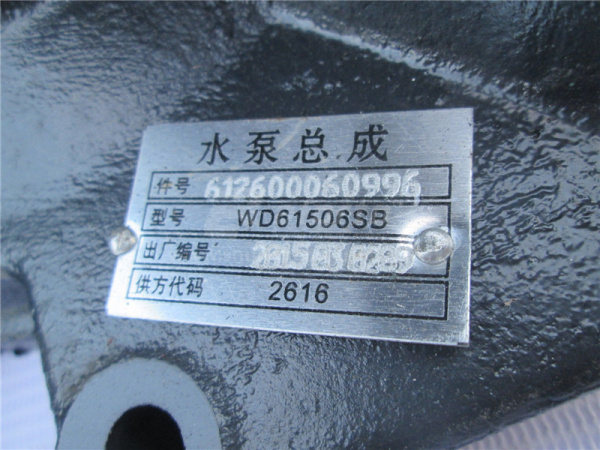 水泵总成
件号 612600060996
型号 WD61506SB
出厂编号
供方代码 2616